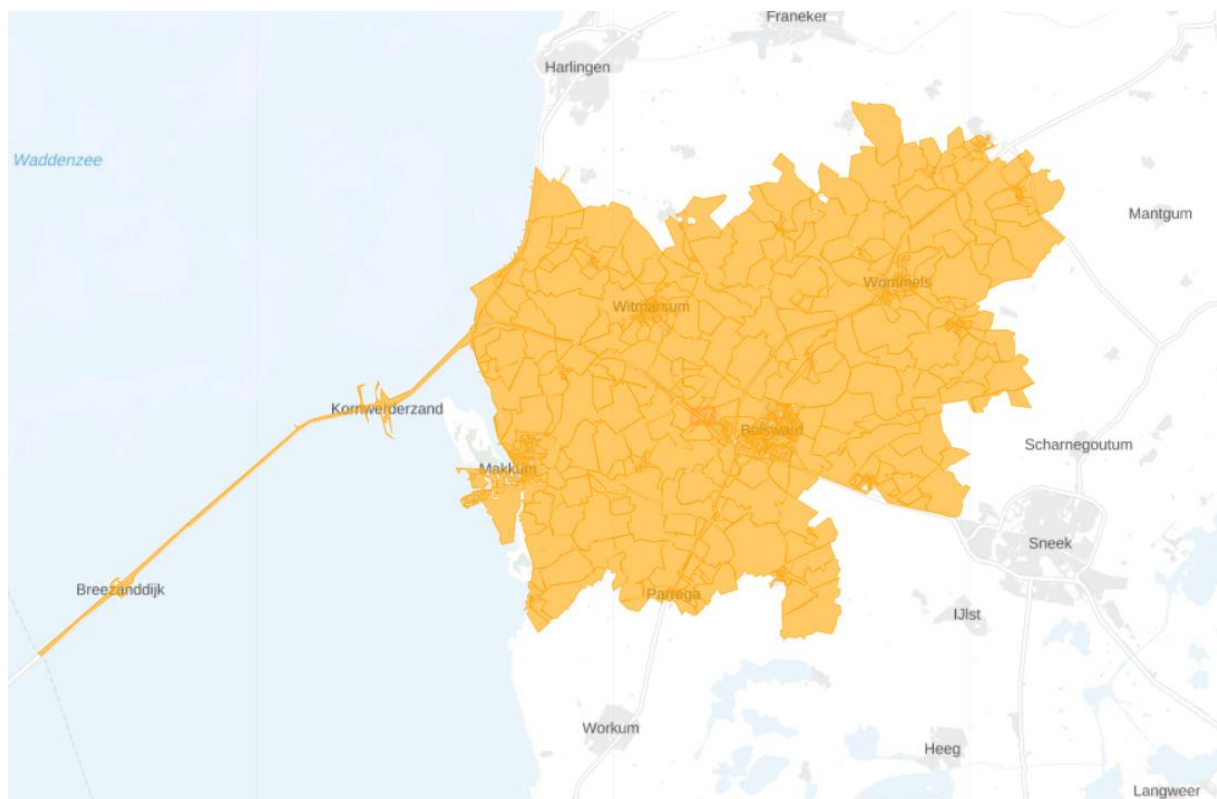 Franeker
Harlingen
Waddenzee
Mantgum
Wommels
Witmarsum
Kornwerderzand
Bolsward
Scharnegoutum
Makkum
Sneek
Breezanddijk
Parrega
IJlst
Workum
Heeg
Langweer